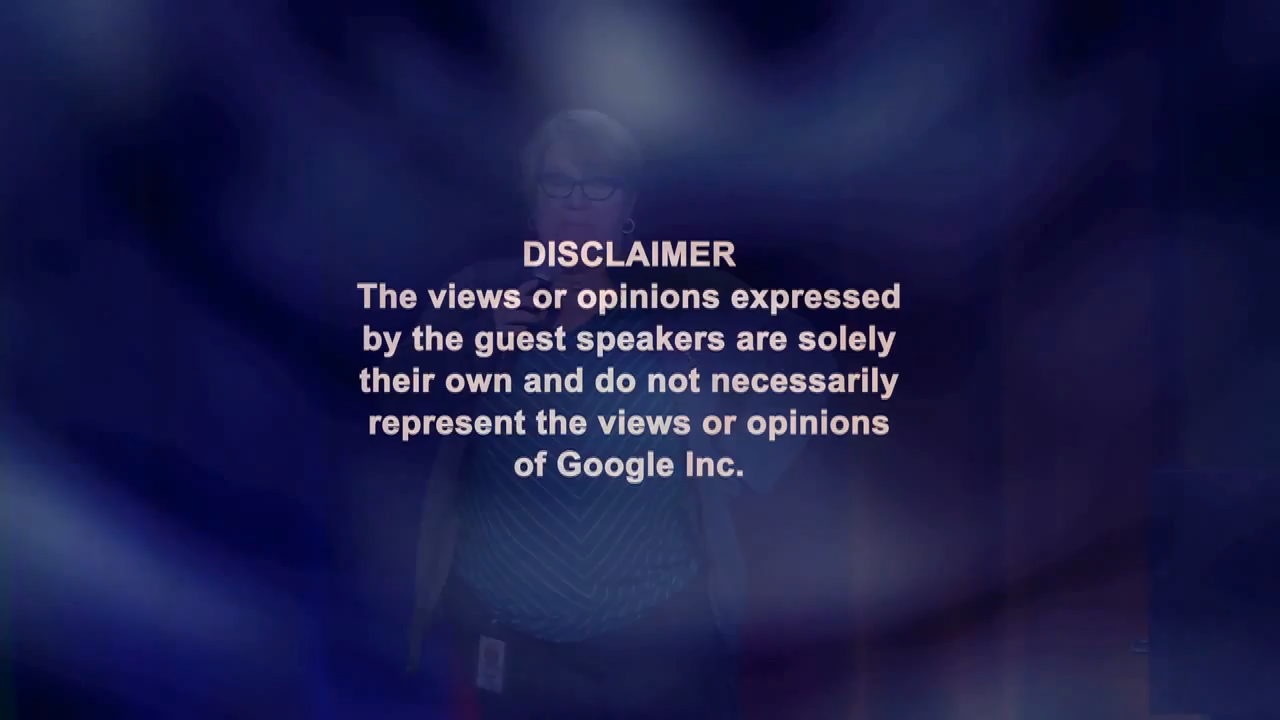 DISCLAIMER
The views or opinions expressed
by the guest speakers are solely
their own and do not necessarily
represent the views or opinions
of Google Inc.